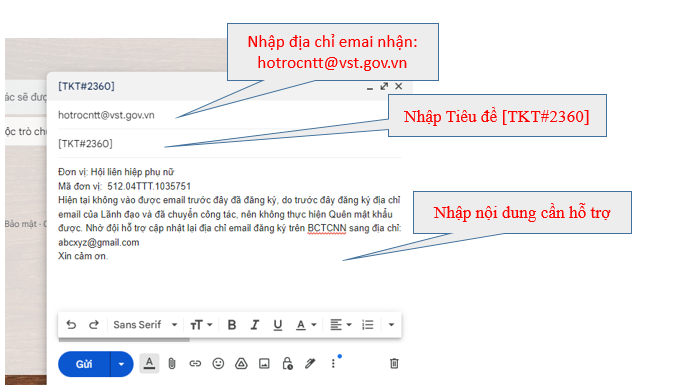 Nhập địa chỉ emai nhận:
hotrocntt@vst.gov.vn
[TKT#2360]
ác sẽ đượ
hotrocntt@vst.gov.vn
Nhập Tiêu đề [TKT#2360]
ộc trò chu
[TKT#2360]
Đơn vị: Hội liên hiệp phụ nữ
Mã đơn vị: 512.04TTT.1035751
Hiện tại không vào được email trước đây đã đăng ký, do trước đây đăng ký địa chỉ
email của Lãnh đạo và đã chuyển công tác, nên không thực hiện Quên mật khẩu
được. Nhờ đội hỗ trợ cập nhật lại địa chỉ email đăng ký trên BCTCNN sang địa chỉ:
abcxyz@gmail.com
Xin cảm ơn.
Nhập nội dung cần hỗ trợ
Bảo mật · G
Sans Serif
B I U A
Gửi
A